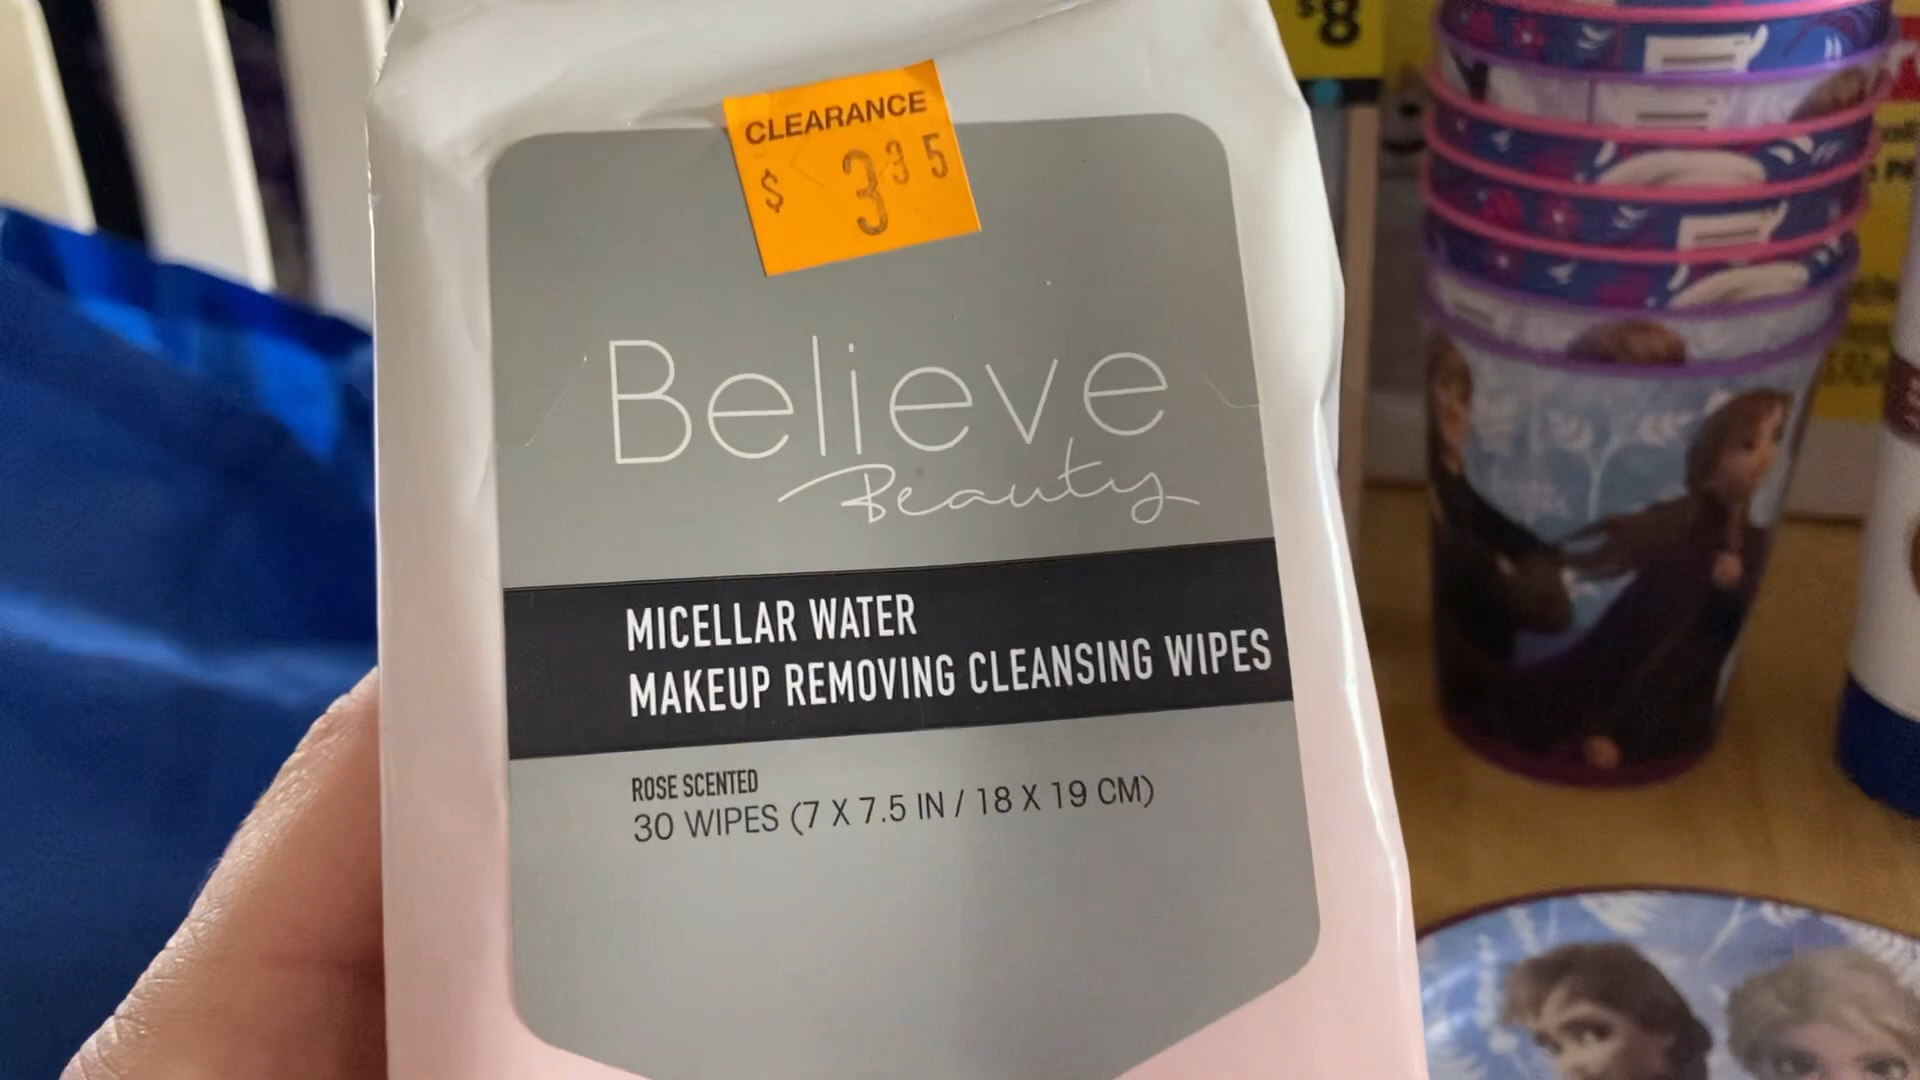 CLEARANCE
$ 3 35
Believe
Beauty
MICELLAR WATER
MAKEUP REMOVING CLEANSING WIPES
ROSE SCENTED
30 WIPES (7 X 7.5 IN / 18 X 19 CM)
$8